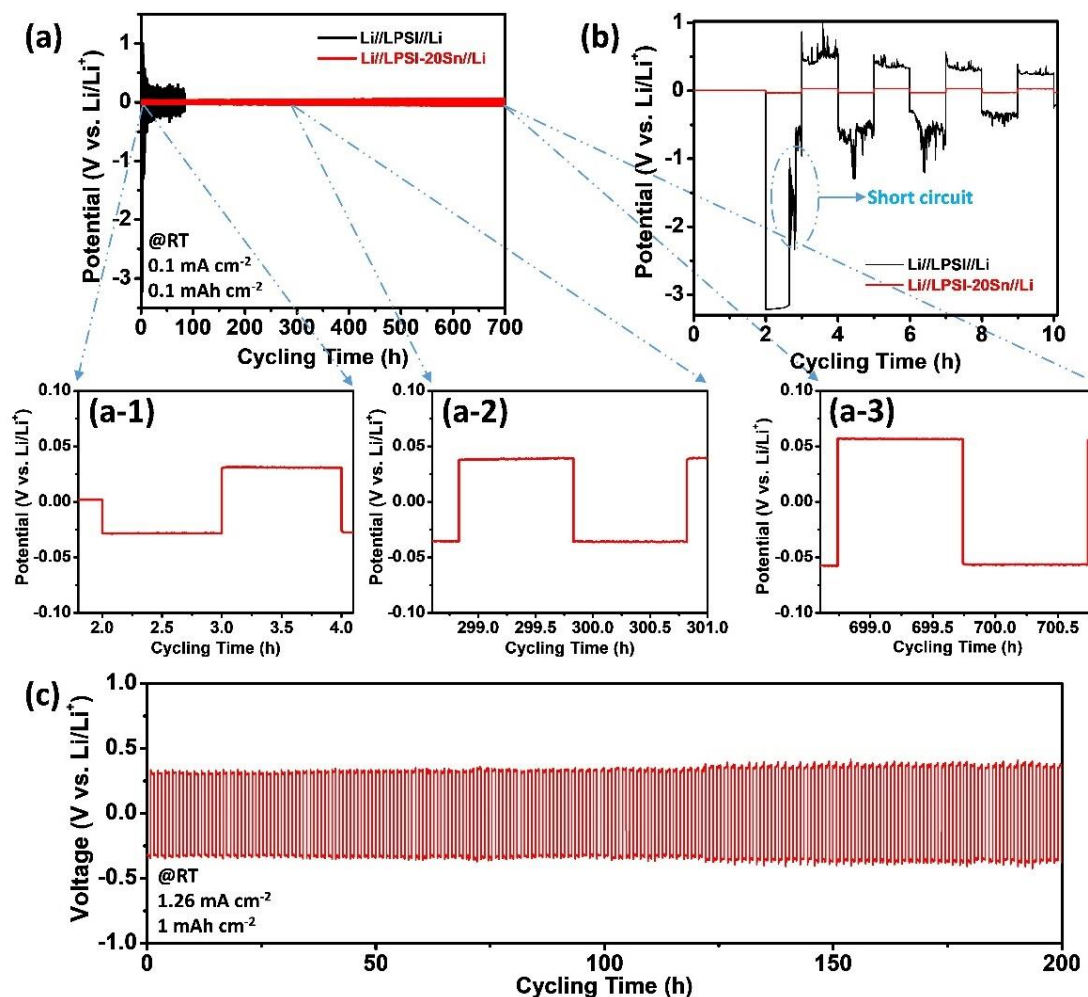 (a)
Potential (V vs. Li/Li⁺)
1
0
-1
-2
-3
Li//LPSI//Li
Li//LPSI-20Sn//Li
@RT
0.1 mA cm⁻²
0.1 mAh cm⁻²
0 100 200 300 400 500 600 700
Cycling Time (h)
(b)
Potential (V vs. Li/Li⁺)
1
0
-1
-2
-3
Short circuit
Li//LPSI//Li
Li//LPSI-20Sn//Li
0 2 4 6 8 10
Cycling Time (h)
(a-1)
Potential (V vs. Li/Li⁺)
0.10
0.05
0.00
-0.05
-0.10
2.0 2.5 3.0 3.5 4.0
Cycling Time (h)
(a-2)
Potential (V vs. Li/Li⁺)
0.10
0.05
0.00
-0.05
-0.10
299.0 299.5 300.0 300.5 301.0
Cycling Time (h)
(a-3)
Potential (V vs. Li/Li⁺)
0.10
0.05
0.00
-0.05
-0.10
699.0 699.5 700.0 700.5
Cycling Time (h)
(c)
Voltage (V vs. Li/Li⁺)
1.0
0.5
0.0
-0.5
-1.0
@RT
1.26 mA cm⁻²
1 mAh cm⁻²
0 50 100 150 200
Cycling Time (h)